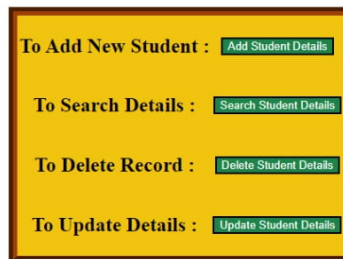 To Add New Student : Add Student Details
To Search Details : Search Student Details
To Delete Record : Delete Student Details
To Update Details : Update Student Details